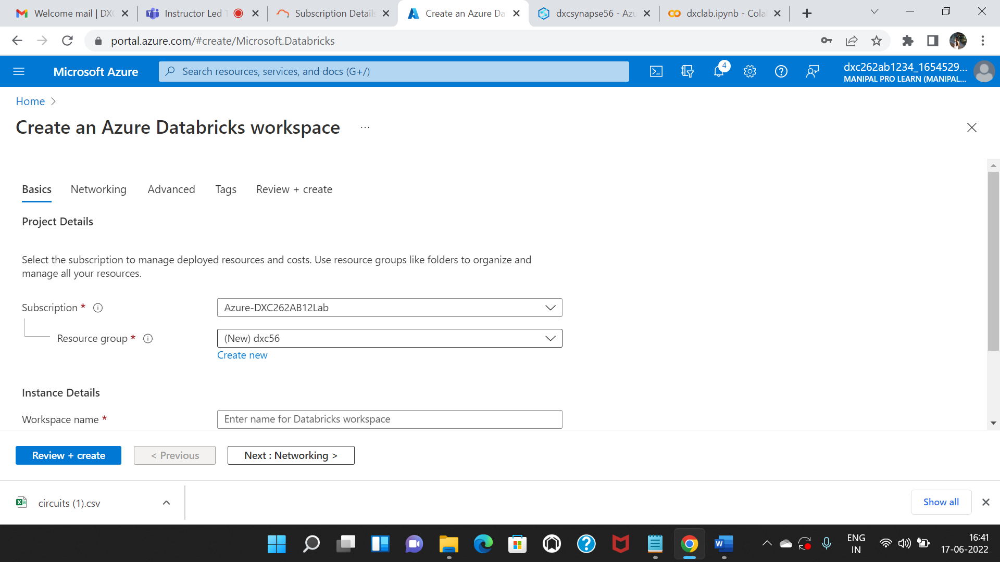 Welcome mail | DXC
Instructor Led T
Subscription Details
Create an Azure Da
dxcsynapse56 - Azu
dxclab.ipynb - Colab
portal.azure.com/#create/Microsoft.Databricks
Microsoft Azure
Search resources, services, and docs (G+/)
4
dxc262ab1234_1654529...
MANIPAL PRO LEARN (MANIPAL...
Home >
Create an Azure Databricks workspace ...
Basics
Networking
Advanced
Tags
Review + create
Project Details
Select the subscription to manage deployed resources and costs. Use resource groups like folders to organize and
manage all your resources.
Subscription *
Azure-DXC262AB12Lab
Resource group *
(New) dxc56
Create new
Instance Details
Workspace name *
Enter name for Databricks workspace
Review + create
< Previous
Next : Networking >
circuits (1).csv
Show all
ENG
IN
16:41
17-06-2022